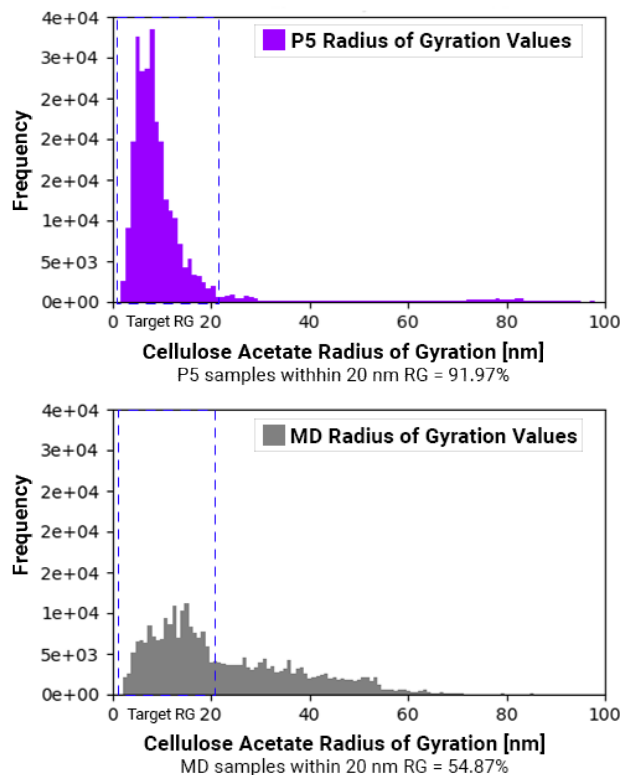 4e+04
P5 Radius of Gyration Values
3e+04
2e+04
2e+04
2e+04
1e+04
5e+03
0e+00
Frequency
0 Target RG 20 40 60 80 100
Cellulose Acetate Radius of Gyration [nm]
P5 samples withhin 20 nm RG = 91.97%
4e+04
MD Radius of Gyration Values
3e+04
2e+04
2e+04
2e+04
1e+04
5e+03
0e+00
Frequency
0 Target RG 20 40 60 80 100
Cellulose Acetate Radius of Gyration [nm]
MD samples within 20 nm RG = 54.87%